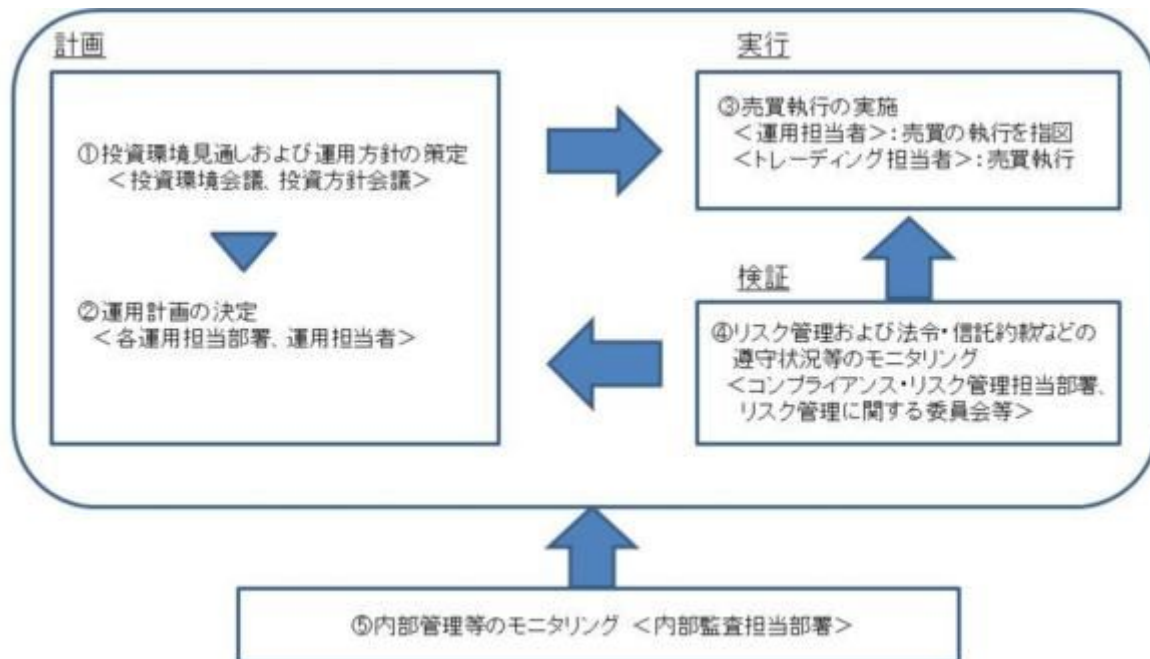 計画
①投資環境見通しおよび運用方針の策定
<投資環境会議、投資方針会議>
②運用計画の決定
<各運用担当部署、運用担当者>
実行
③売買執行の実施
<運用担当者>:売買の執行を指図
<トレーディング担当者>:売買執行
検証
④リスク管理および法令・信託約款などの
遵守状況等のモニタリング
<コンプライアンス・リスク管理担当部署、
リスク管理に関する委員会等>
⑤内部管理等のモニタリング <内部監査担当部署>